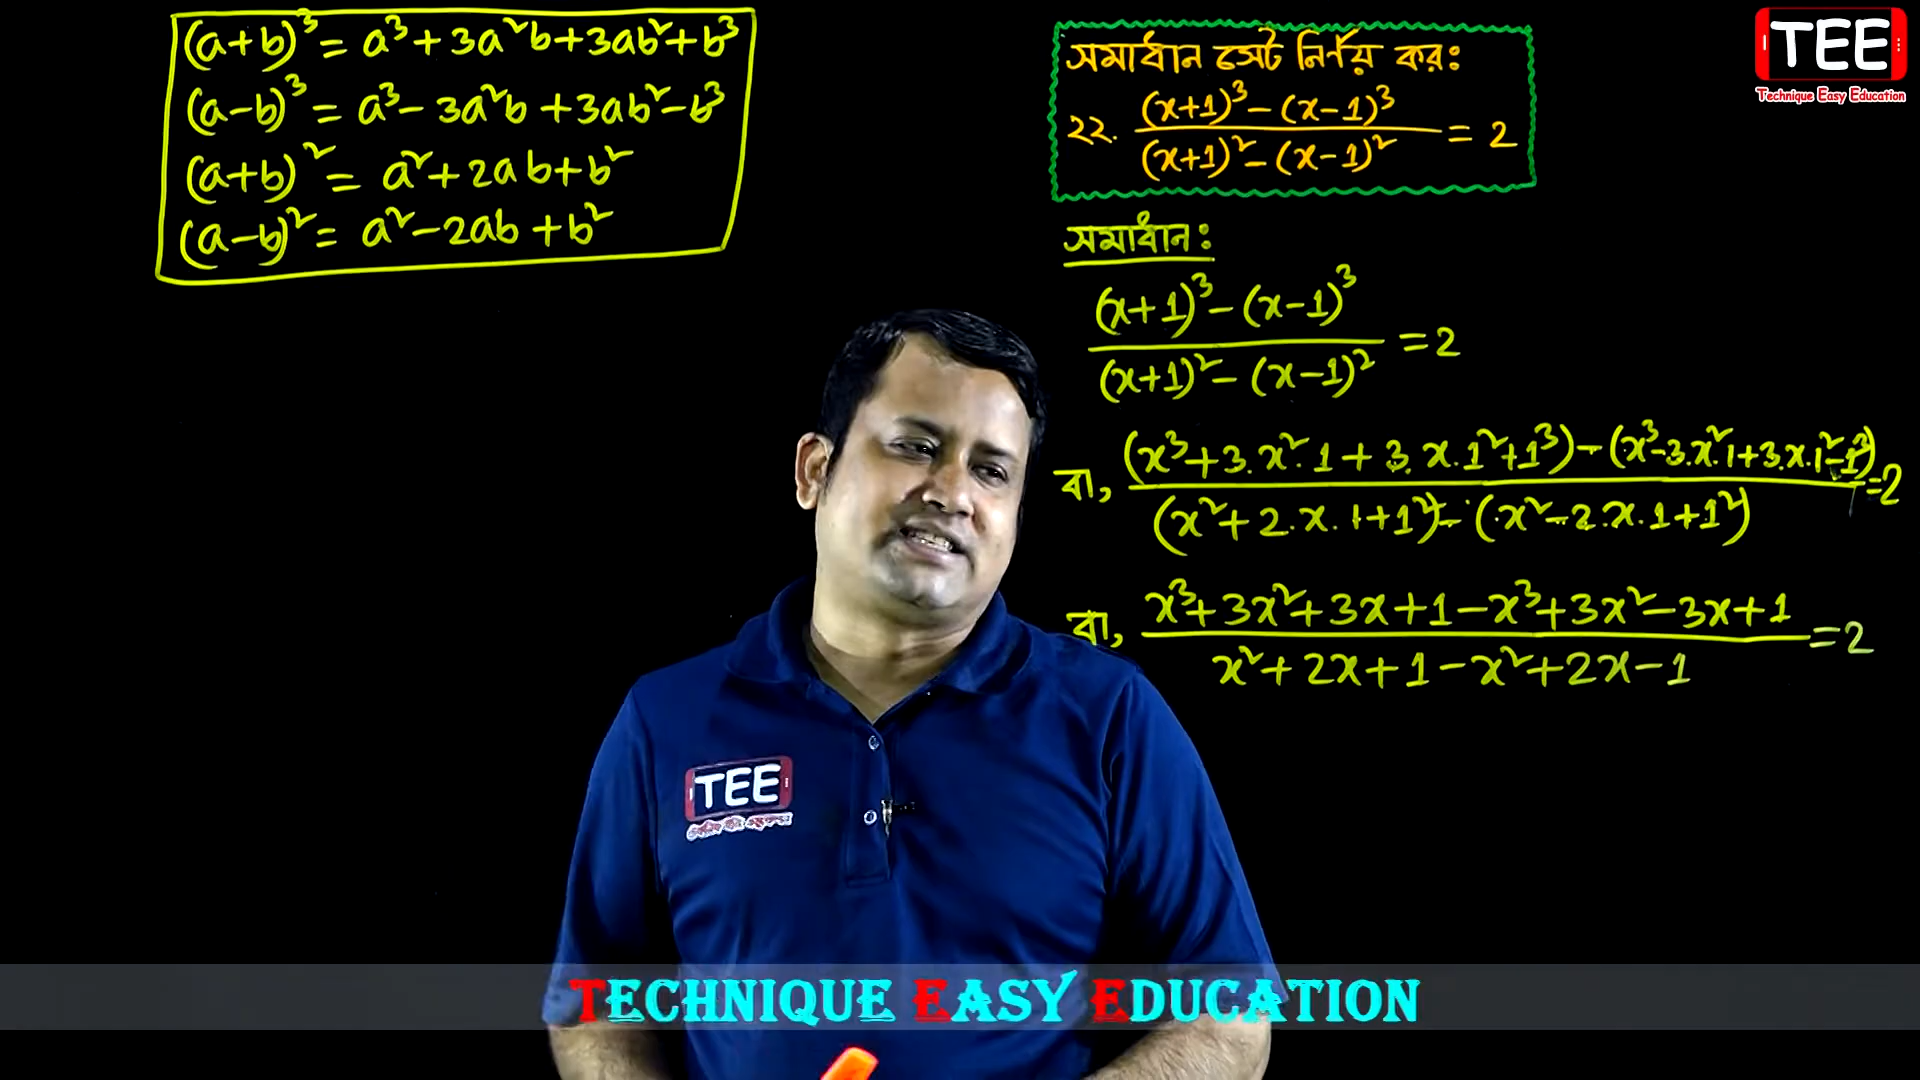 (a+b)³ = a³+3a²b+3ab²+b³
(a-b)³ = a³-3a²b+3ab²-b³
(a+b)² = a²+2ab+b²
(a-b)² = a²-2ab+b²
সমাধান সেট নির্ণয় কর:
২২. ((x+1)³-(x-1)³)/((x+1)²-(x-1)²) = 2
TEE
Technique Easy Education
সমাধান:
((x+1)³-(x-1)³)/((x+1)²-(x-1)²) = 2
বা, ((x³+3.x².1+3.x.1²+1³)-(x³-3.x².1+3.x.1²-1³))/((x²+2.x.1+1²)-(x²-2.x.1+1²)) = 2
বা, (x³+3x²+3x+1-x³+3x²-3x+1)/(x²+2x+1-x²+2x-1) = 2
TEE
TECHNIQUE EASY EDUCATION